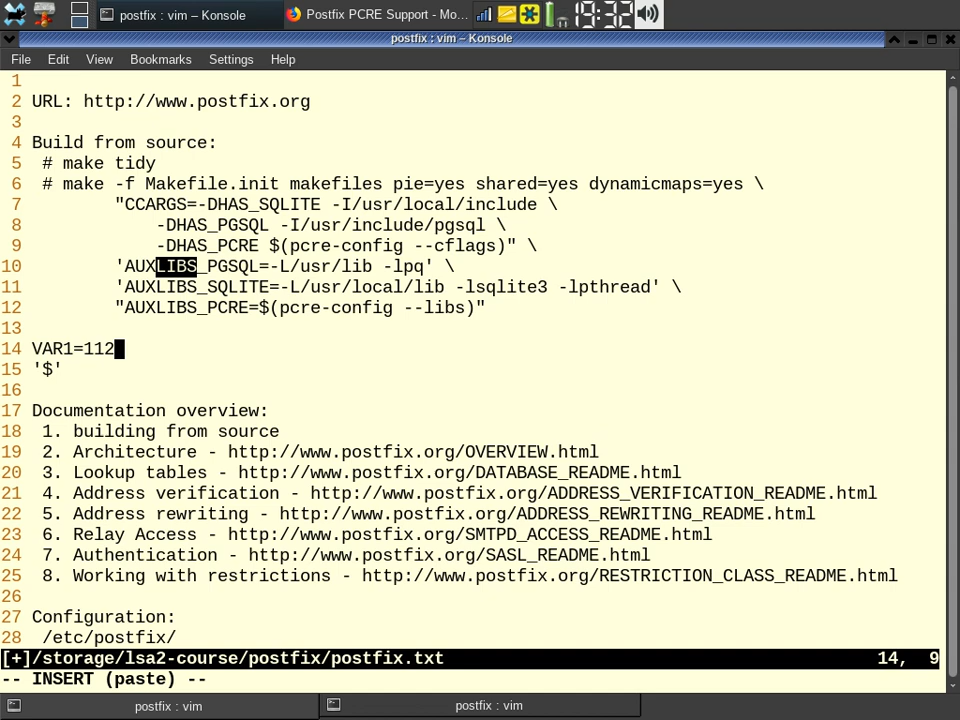 postfix : vim – Konsole
Postfix PCRE Support - Mo...
19:32
postfix : vim – Konsole
File Edit View Bookmarks Settings Help
1
2 URL: http://www.postfix.org
3
4 Build from source:
5  # make tidy
6  # make -f Makefile.init makefiles pie=yes shared=yes dynamicmaps=yes \
7         "CCARGS=-DHAS_SQLITE -I/usr/local/include \
8             -DHAS_PGSQL -I/usr/include/pgsql \
9             -DHAS_PCRE $(pcre-config --cflags)" \
10         'AUXLIBS_PGSQL=-L/usr/lib -lpq' \
11         'AUXLIBS_SQLITE=-L/usr/local/lib -lsqlite3 -lpthread' \
12         "AUXLIBS_PCRE=$(pcre-config --libs)"
13
14 VAR1=112
15 '$'
16
17 Documentation overview:
18  1. building from source
19  2. Architecture - http://www.postfix.org/OVERVIEW.html
20  3. Lookup tables - http://www.postfix.org/DATABASE_README.html
21  4. Address verification - http://www.postfix.org/ADDRESS_VERIFICATION_README.html
22  5. Address rewriting - http://www.postfix.org/ADDRESS_REWRITING_README.html
23  6. Relay Access - http://www.postfix.org/SMTPD_ACCESS_README.html
24  7. Authentication - http://www.postfix.org/SASL_README.html
25  8. Working with restrictions - http://www.postfix.org/RESTRICTION_CLASS_README.html
26
27 Configuration:
28  /etc/postfix/
[+]/storage/lsa2-course/postfix/postfix.txt 14, 9
-- INSERT (paste) --
postfix : vim
postfix : vim